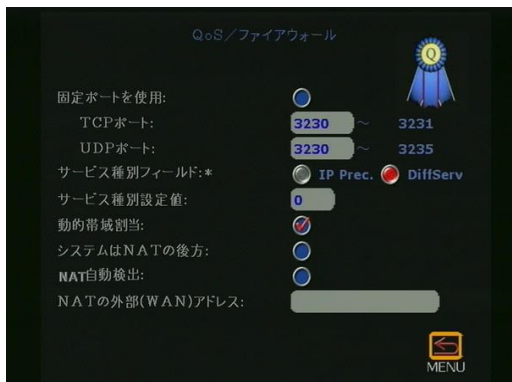 QoS／ファイアウォール
Q
固定ポートを使用:
TCPポート: 3230 ～ 3231
UDPポート: 3230 ～ 3235
サービス種別フィールド:* IP Prec. DiffServ
サービス種別設定値: 0
動的帯域割当:
システムはNATの後方:
NAT自動検出:
NATの外部(WAN)アドレス:
MENU